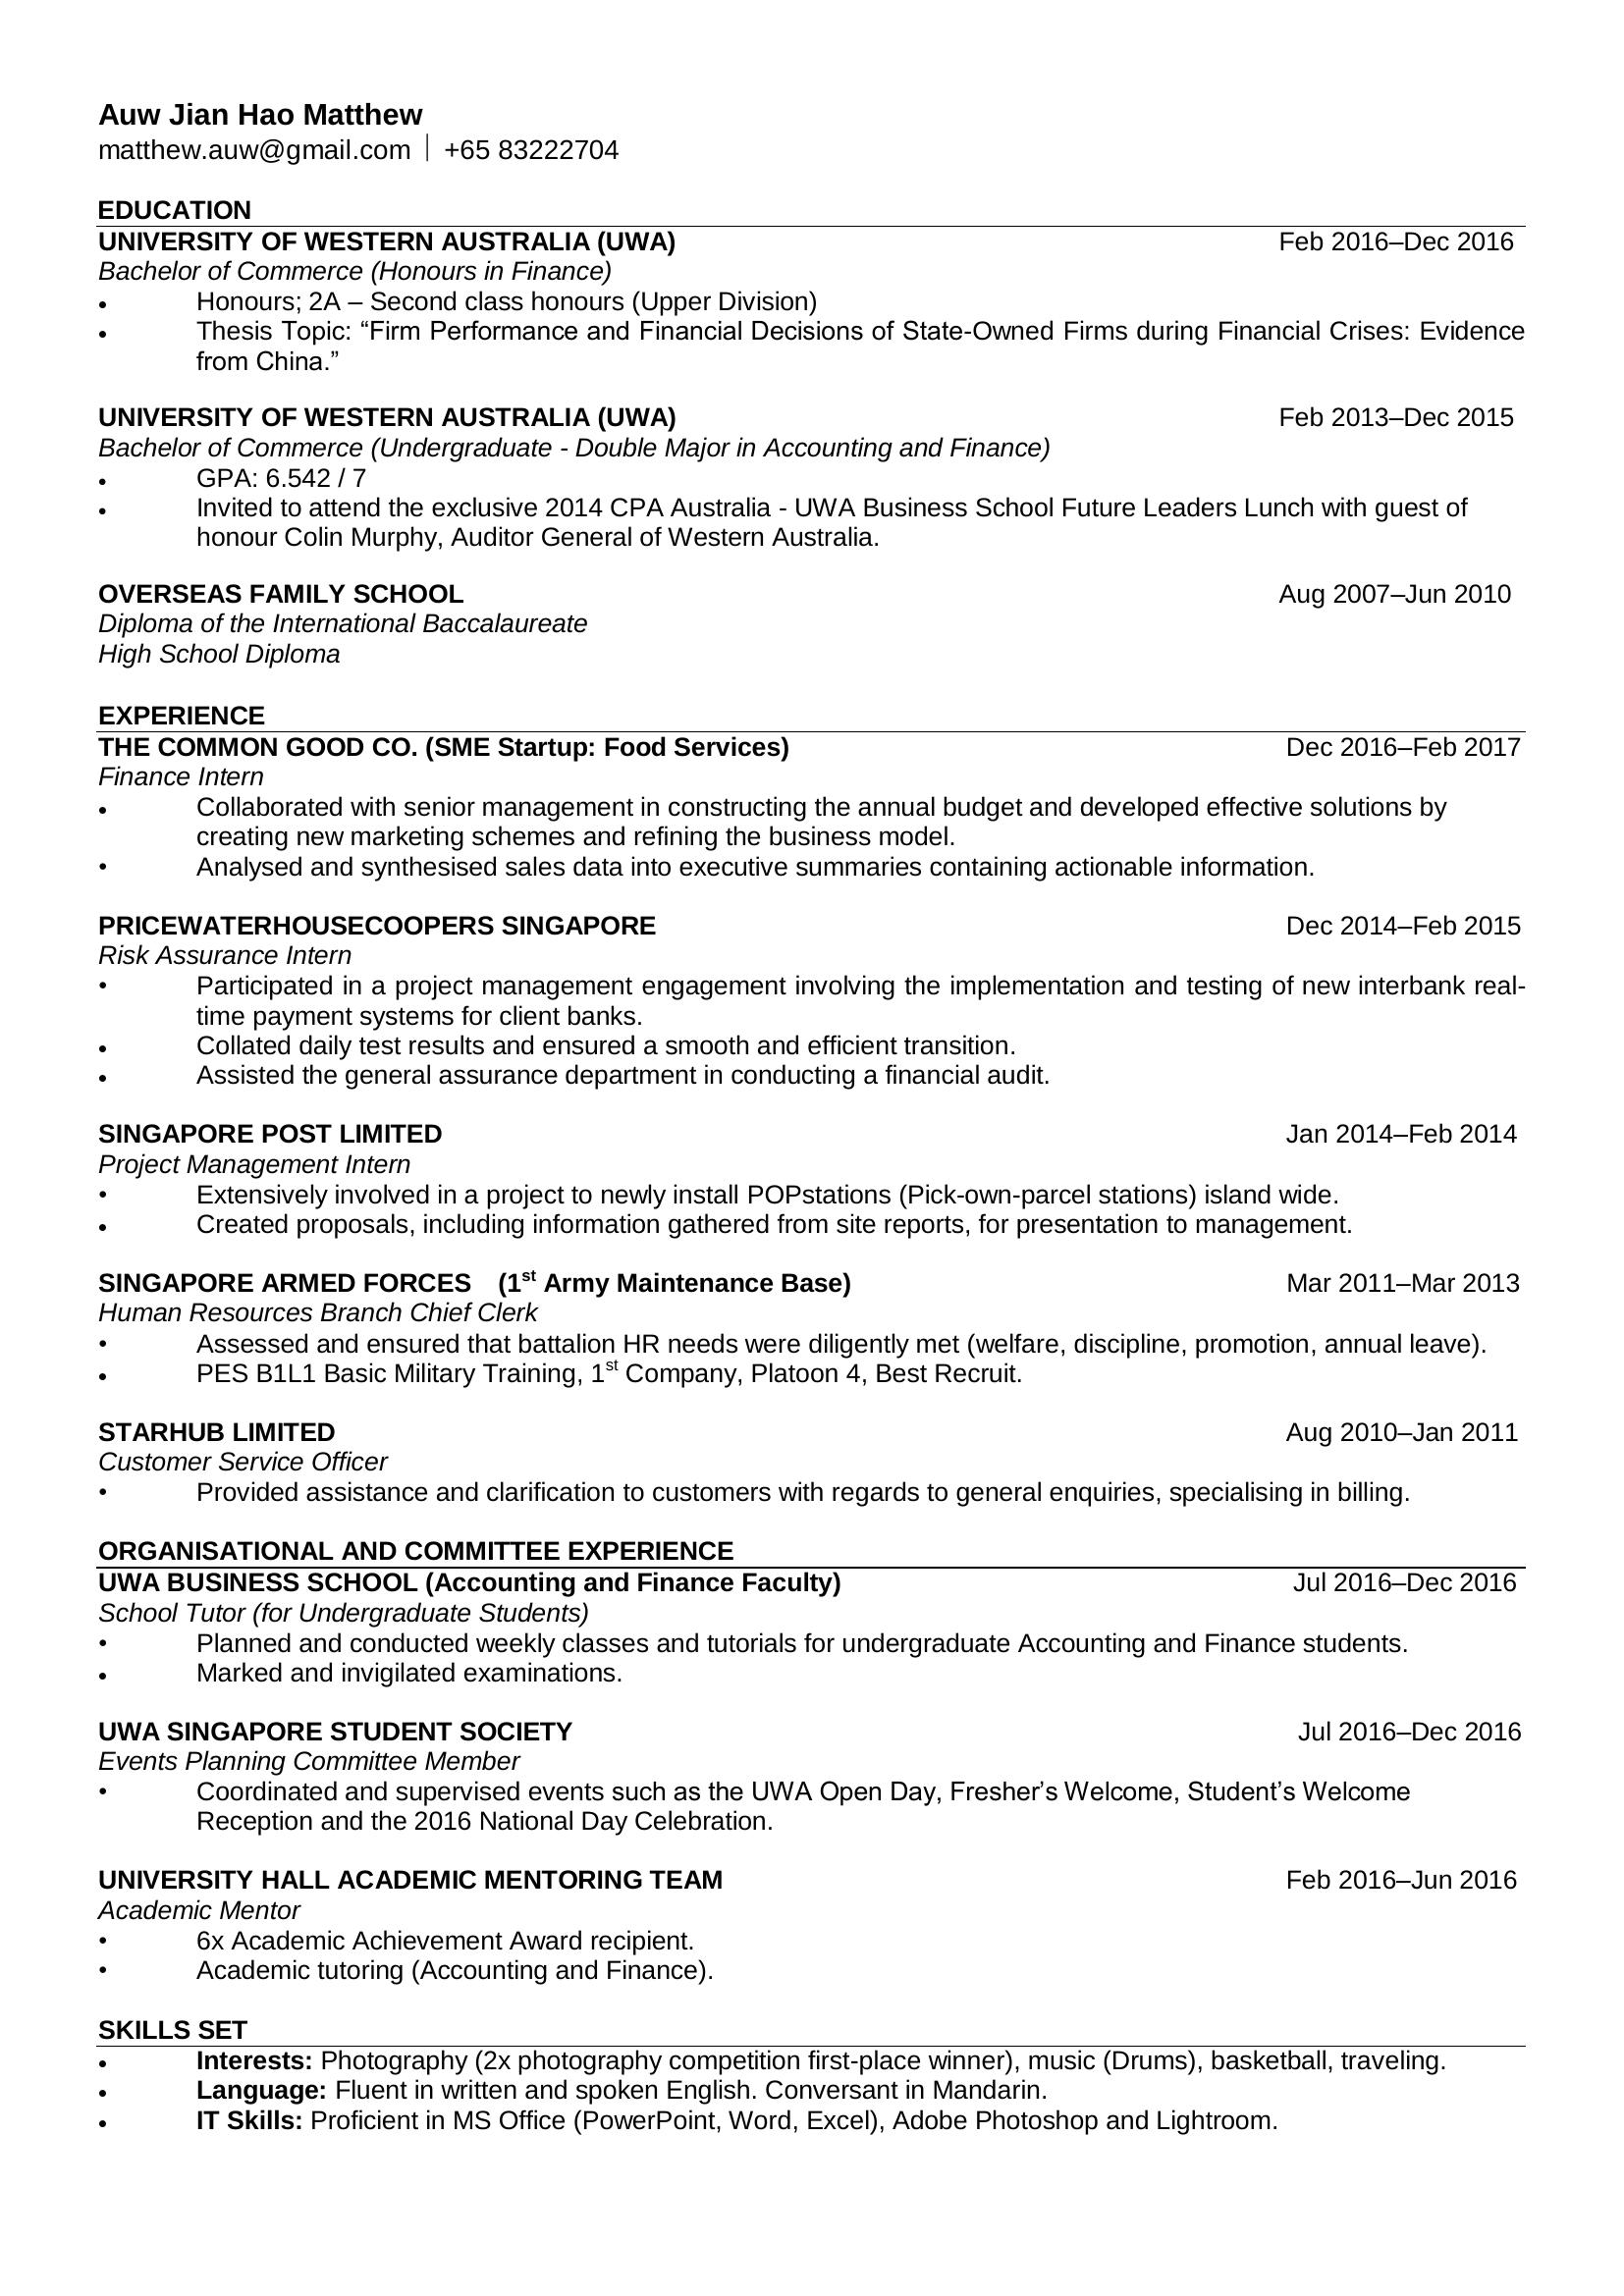 Auw Jian Hao Matthew
matthew.auw@gmail.com | +65 83222704
EDUCATION
UNIVERSITY OF WESTERN AUSTRALIA (UWA) Feb 2016–Dec 2016
Bachelor of Commerce (Honours in Finance)
• Honours; 2A – Second class honours (Upper Division)
• Thesis Topic: “Firm Performance and Financial Decisions of State-Owned Firms during Financial Crises: Evidence
from China.”
UNIVERSITY OF WESTERN AUSTRALIA (UWA) Feb 2013–Dec 2015
Bachelor of Commerce (Undergraduate - Double Major in Accounting and Finance)
• GPA: 6.542 / 7
• Invited to attend the exclusive 2014 CPA Australia - UWA Business School Future Leaders Lunch with guest of
honour Colin Murphy, Auditor General of Western Australia.
OVERSEAS FAMILY SCHOOL Aug 2007–Jun 2010
Diploma of the International Baccalaureate
High School Diploma
EXPERIENCE
THE COMMON GOOD CO. (SME Startup: Food Services) Dec 2016–Feb 2017
Finance Intern
• Collaborated with senior management in constructing the annual budget and developed effective solutions by
creating new marketing schemes and refining the business model.
• Analysed and synthesised sales data into executive summaries containing actionable information.
PRICEWATERHOUSECOOPERS SINGAPORE Dec 2014–Feb 2015
Risk Assurance Intern
• Participated in a project management engagement involving the implementation and testing of new interbank real-
time payment systems for client banks.
• Collated daily test results and ensured a smooth and efficient transition.
• Assisted the general assurance department in conducting a financial audit.
SINGAPORE POST LIMITED Jan 2014–Feb 2014
Project Management Intern
• Extensively involved in a project to newly install POPstations (Pick-own-parcel stations) island wide.
• Created proposals, including information gathered from site reports, for presentation to management.
SINGAPORE ARMED FORCES (1st Army Maintenance Base) Mar 2011–Mar 2013
Human Resources Branch Chief Clerk
• Assessed and ensured that battalion HR needs were diligently met (welfare, discipline, promotion, annual leave).
• PES B1L1 Basic Military Training, 1st Company, Platoon 4, Best Recruit.
STARHUB LIMITED Aug 2010–Jan 2011
Customer Service Officer
• Provided assistance and clarification to customers with regards to general enquiries, specialising in billing.
ORGANISATIONAL AND COMMITTEE EXPERIENCE
UWA BUSINESS SCHOOL (Accounting and Finance Faculty) Jul 2016–Dec 2016
School Tutor (for Undergraduate Students)
• Planned and conducted weekly classes and tutorials for undergraduate Accounting and Finance students.
• Marked and invigilated examinations.
UWA SINGAPORE STUDENT SOCIETY Jul 2016–Dec 2016
Events Planning Committee Member
• Coordinated and supervised events such as the UWA Open Day, Fresher’s Welcome, Student’s Welcome
Reception and the 2016 National Day Celebration.
UNIVERSITY HALL ACADEMIC MENTORING TEAM Feb 2016–Jun 2016
Academic Mentor
• 6x Academic Achievement Award recipient.
• Academic tutoring (Accounting and Finance).
SKILLS SET
• Interests: Photography (2x photography competition first-place winner), music (Drums), basketball, traveling.
• Language: Fluent in written and spoken English. Conversant in Mandarin.
• IT Skills: Proficient in MS Office (PowerPoint, Word, Excel), Adobe Photoshop and Lightroom.